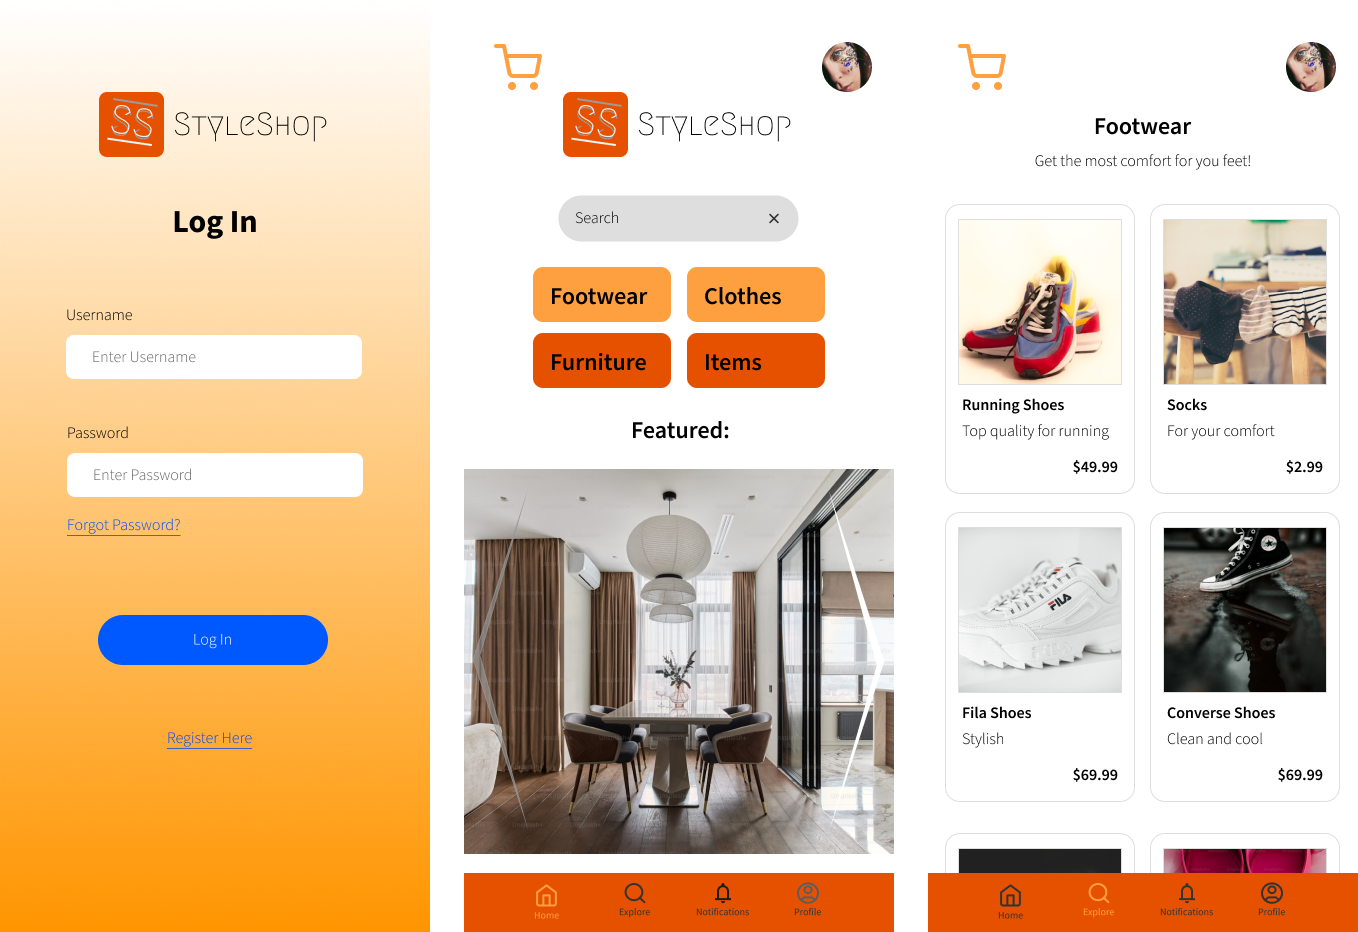 SS STyLeSHOP
Log In
Username
Enter Username
Password
Enter Password
Forgot Password?
Log In
Register Here
SS STyLeSHOP
Search
Footwear Clothes
Furniture Items
Featured:
Home Explore Notifications Profile
Footwear
Get the most comfort for you feet!
Running Shoes
Top quality for running
$49.99
Socks
For your comfort
$2.99
FILA
Fila Shoes
Stylish
$69.99
Converse Shoes
Clean and cool
$69.99
Home Explore Notifications Profile